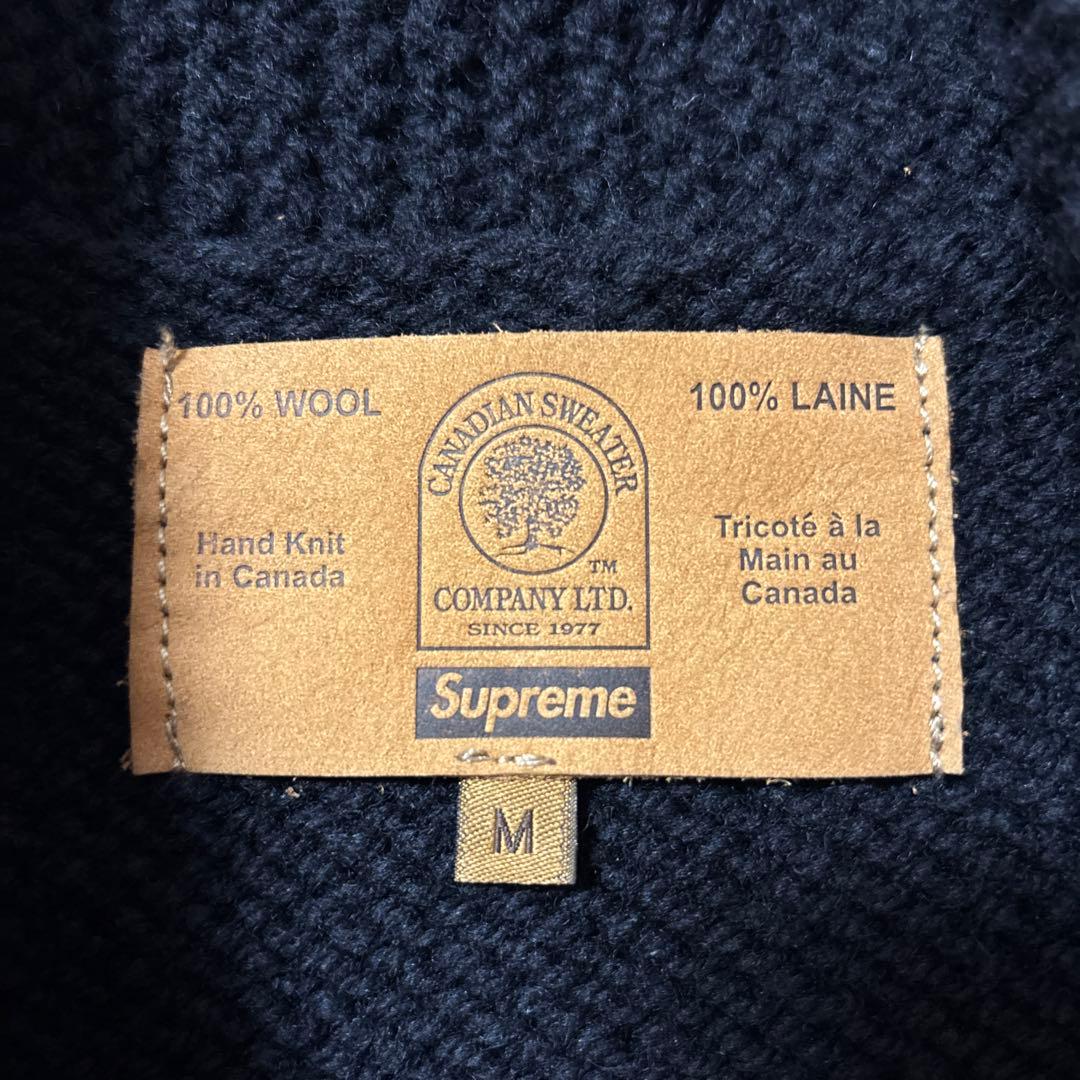 100% WOOL
Hand Knit
in Canada
CANADIAN SWEATER
TM
COMPANY LTD.
SINCE 1977
Supreme
100% LAINE
Tricoté à la
Main au
Canada
M